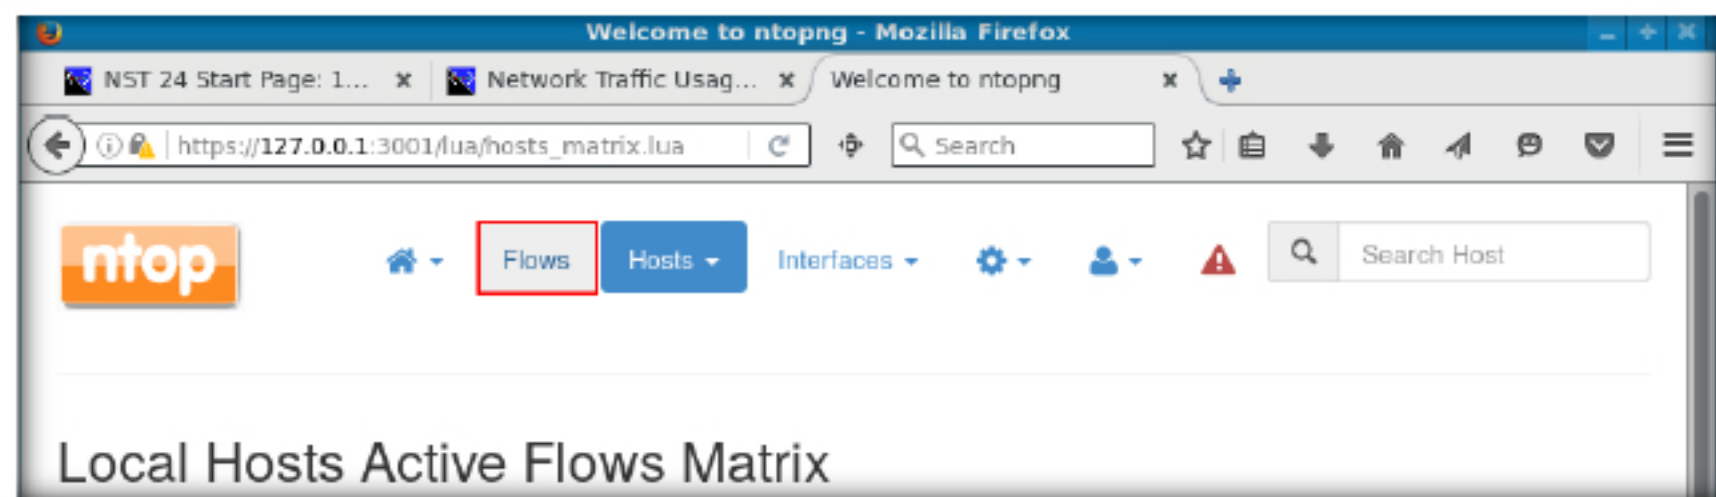 Welcome to ntopng - Mozilla Firefox
NST 24 Start Page: 1... Network Traffic Usag... Welcome to ntopng
https://127.0.0.1:3001/lua/hosts_matrix.lua Search
ntop Flows Hosts Interfaces Search Host
Local Hosts Active Flows Matrix